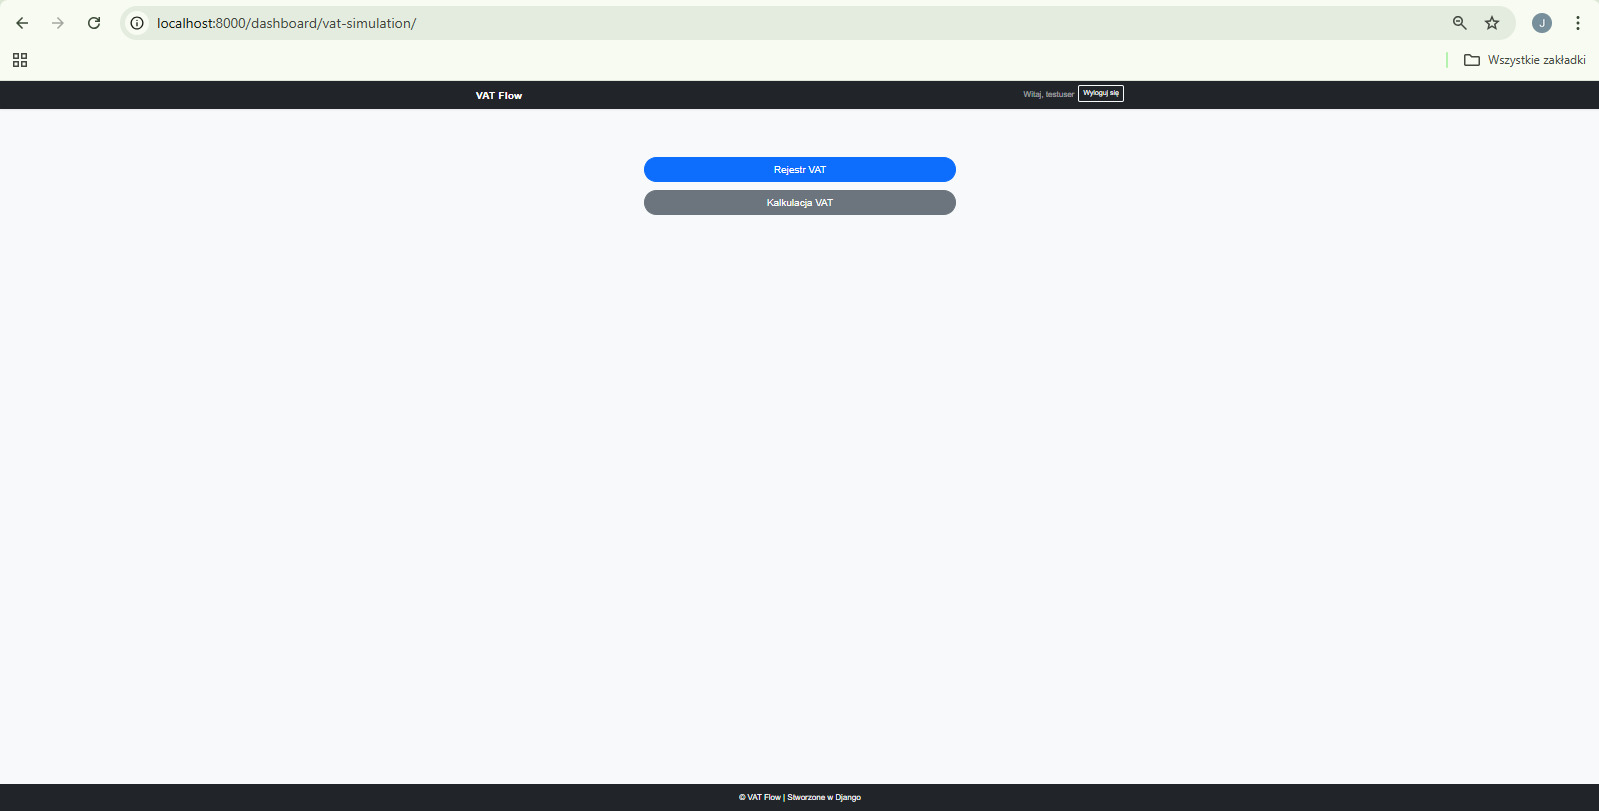 localhost:8000/dashboard/vat-simulation/
J
Wszystkie zakładki
VAT Flow
Witaj, testuser
Wyloguj się
Rejestr VAT
Kalkulacja VAT
© VAT Flow | Stworzone w Django